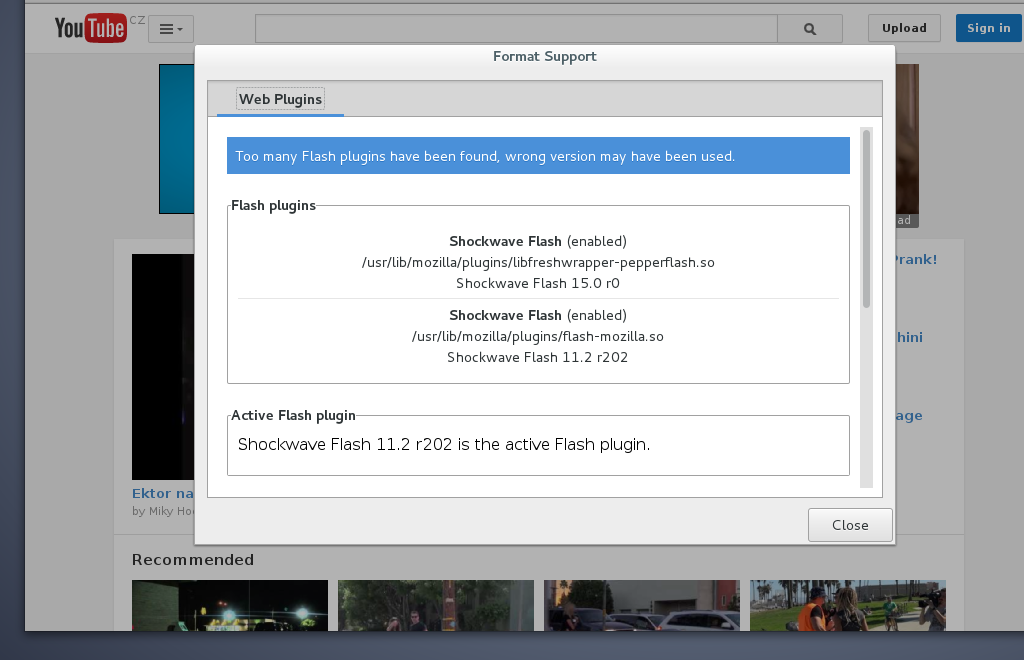 YouTube CZ
Upload
Sign in
Format Support
Web Plugins
Too many Flash plugins have been found, wrong version may have been used.
Flash plugins
Shockwave Flash (enabled)
/usr/lib/mozilla/plugins/libfreshwrapper-pepperflash.so
Shockwave Flash 15.0 r0
Shockwave Flash (enabled)
/usr/lib/mozilla/plugins/flash-mozilla.so
Shockwave Flash 11.2 r202
Active Flash plugin
Shockwave Flash 11.2 r202 is the active Flash plugin.
Close
ad
Prank!
hini
age
Ektor na
by Miky Ho
Recommended